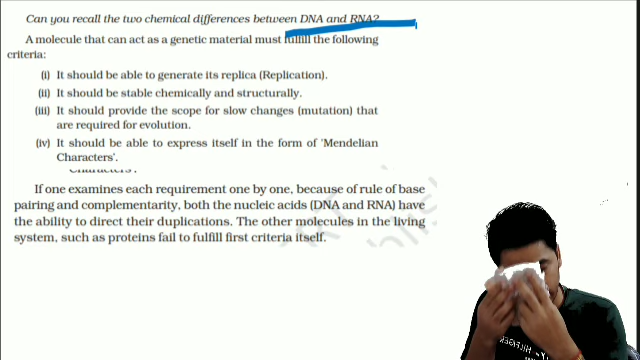 Can you recall the two chemical differences between DNA and RNA?
A molecule that can act as a genetic material must fulfill the following
criteria:
(i) It should be able to generate its replica (Replication).
(ii) It should be stable chemically and structurally.
(iii) It should provide the scope for slow changes (mutation) that
are required for evolution.
(iv) It should be able to express itself in the form of 'Mendelian
Characters'.
Characters'.
If one examines each requirement one by one, because of rule of base
pairing and complementarity, both the nucleic acids (DNA and RNA) have
the ability to direct their duplications. The other molecules in the living
system, such as proteins fail to fulfill first criteria itself.